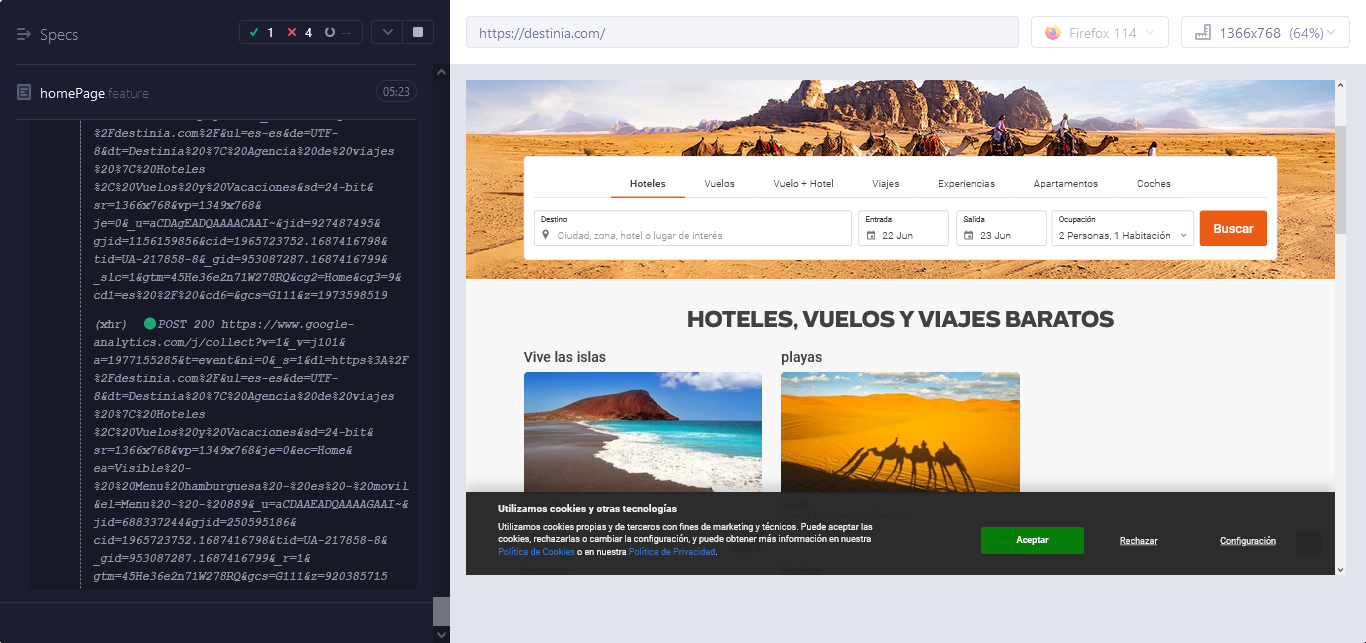 Specs
1
4
--
homePage.feature
05:23
%2Fdestinia.com%2F&ul=es-es&de=UTF-
8&dt=Destinia%20%7C%20Agencia%20de%20viajes
%20%7C%20Hoteles
%2C%20Vuelos%20y%20Vacaciones&sd=24-bit&
sr=1366x768&vp=1349x768&
je=0&_u=aCDAgEADQAAAACAAI~&jid=927487495&
gjid=1156159856&cid=1965723752.1687416798&
tid=UA-217858-8&_gid=953087287.1687416799&
_slc=1&gtm=45He36e2n71W278RQ&cg2=Home&cg3=9&
cd1=es%20%2F%20&cd6=&gcs=G111&z=1973598519
(xhr) POST 200 https://www.google-
analytics.com/j/collect?v=1&_v=j101&
a=1977155285&t=event&ni=0&_s=1&dl=https%3A%2F
%2Fdestinia.com%2F&ul=es-es&de=UTF-
8&dt=Destinia%20%7C%20Agencia%20de%20viajes
%20%7C%20Hoteles
%2C%20Vuelos%20y%20Vacaciones&sd=24-bit&
sr=1366x768&vp=1349x768&je=0&ec=Home&
ea=Visible%20-
%20%20Menu%20hamburguesa%20-%20es%20-%20movil
&el=Menu%20-%20889&_u=aCDAAEADQAAAAGAAI~&
jid=688337244&gjid=250595186&
cid=1965723752.1687416798&tid=UA-217858-8&
_gid=953087287.1687416799&_r=1&
gtm=45He36e2n71W278RQ&gcs=G111&z=920385715
https://destinia.com/
Firefox 114
1366x768 (64%)
Hoteles
Vuelos
Vuelo + Hotel
Viajes
Experiencias
Apartamentos
Coches
Destino
Ciudad, zona, hotel o lugar de interés
Entrada
22 Jun
Salida
23 Jun
Ocupación
2 Personas, 1 Habitación
Buscar
HOTELES, VUELOS Y VIAJES BARATOS
Vive las islas
playas
Utilizamos cookies y otras tecnologías
Utilizamos cookies propias y de terceros con fines de marketing y técnicos. Puede aceptar las
cookies, rechazarlas o cambiar la configuración, y puede obtener más información en nuestra
Política de Cookies o en nuestra Política de Privacidad.
Aceptar
Rechazar
Configuración